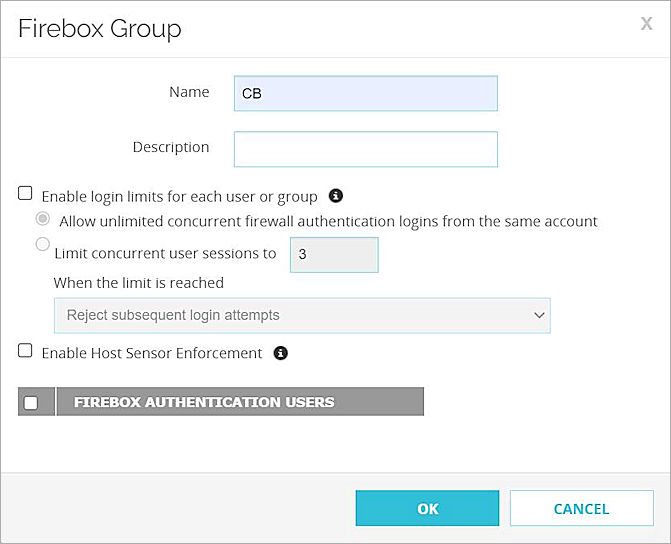 Firebox Group
X
Name
CB
Description
Enable login limits for each user or group
Allow unlimited concurrent firewall authentication logins from the same account
Limit concurrent user sessions to 3
When the limit is reached
Reject subsequent login attempts
Enable Host Sensor Enforcement
FIREBOX AUTHENTICATION USERS
OK
CANCEL